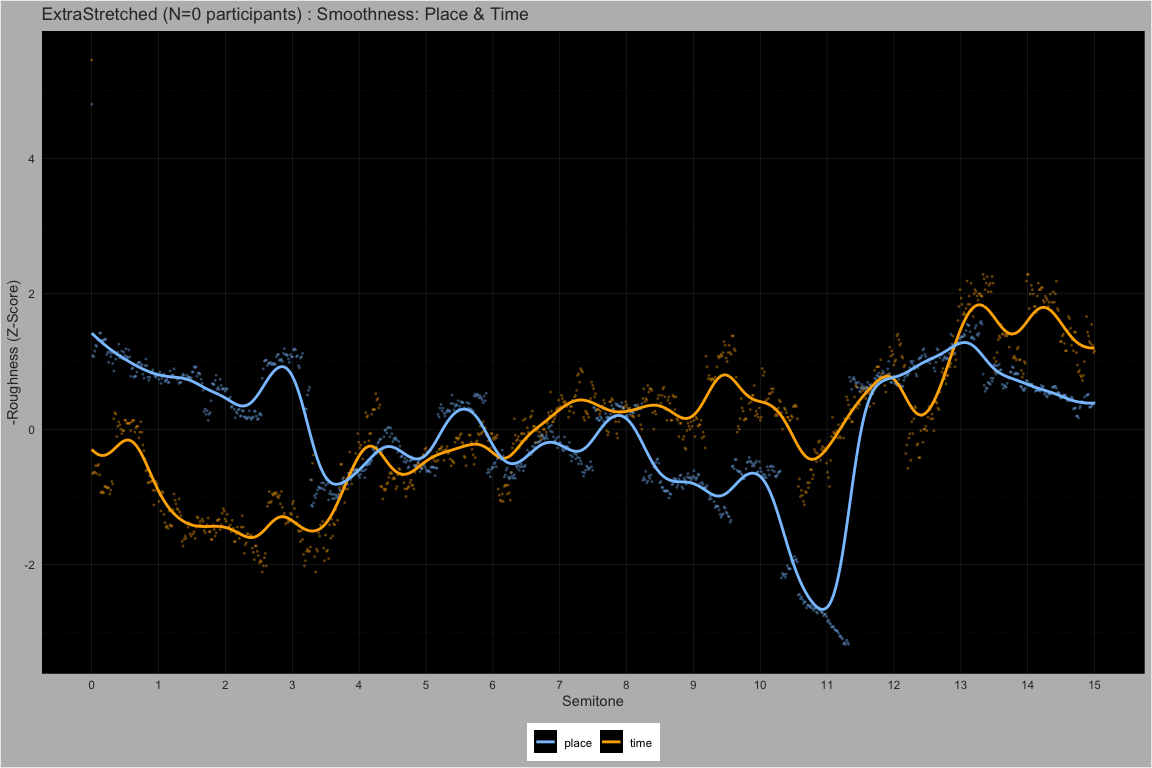 ExtraStretched (N=0 participants) : Smoothness: Place & Time
-Roughness (Z-Score)
4
2
0
-2
0 1 2 3 4 5 6 7 8 9 10 11 12 13 14 15
Semitone
place time